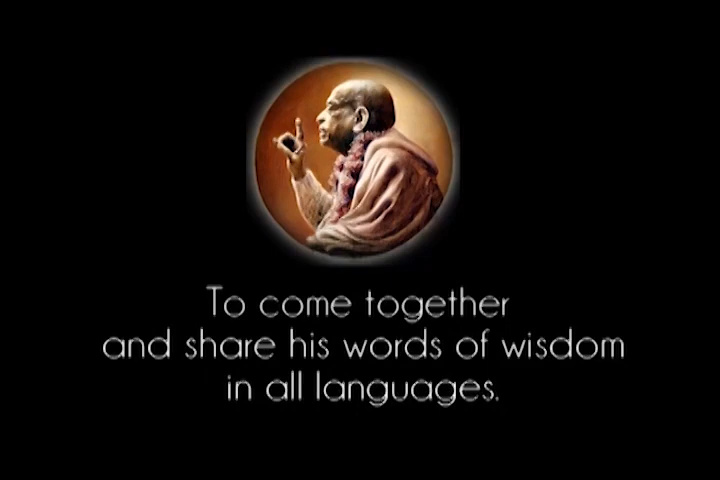 To come together
and share his words of wisdom
in all languages.